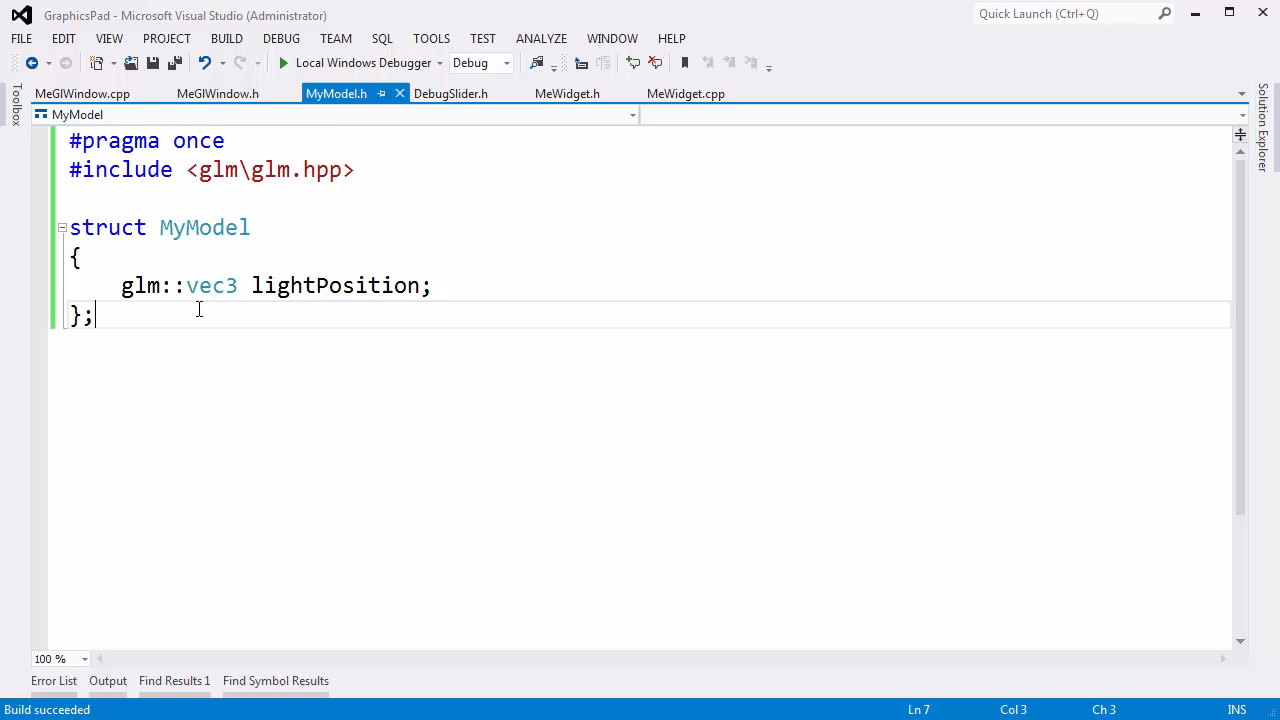 GraphicsPad - Microsoft Visual Studio (Administrator)
Quick Launch (Ctrl+Q)
FILE EDIT VIEW PROJECT BUILD DEBUG TEAM SQL TOOLS TEST ANALYZE WINDOW HELP
Local Windows Debugger Debug
MeGlWindow.cpp MeGlWindow.h MyModel.h DebugSlider.h MeWidget.h MeWidget.cpp
MyModel
Toolbox
Solution Explorer
#pragma once
#include <glm\glm.hpp>
struct MyModel
{
glm::vec3 lightPosition;
};
100 %
Error List Output Find Results 1 Find Symbol Results
Build succeeded Ln 7 Col 3 Ch 3 INS